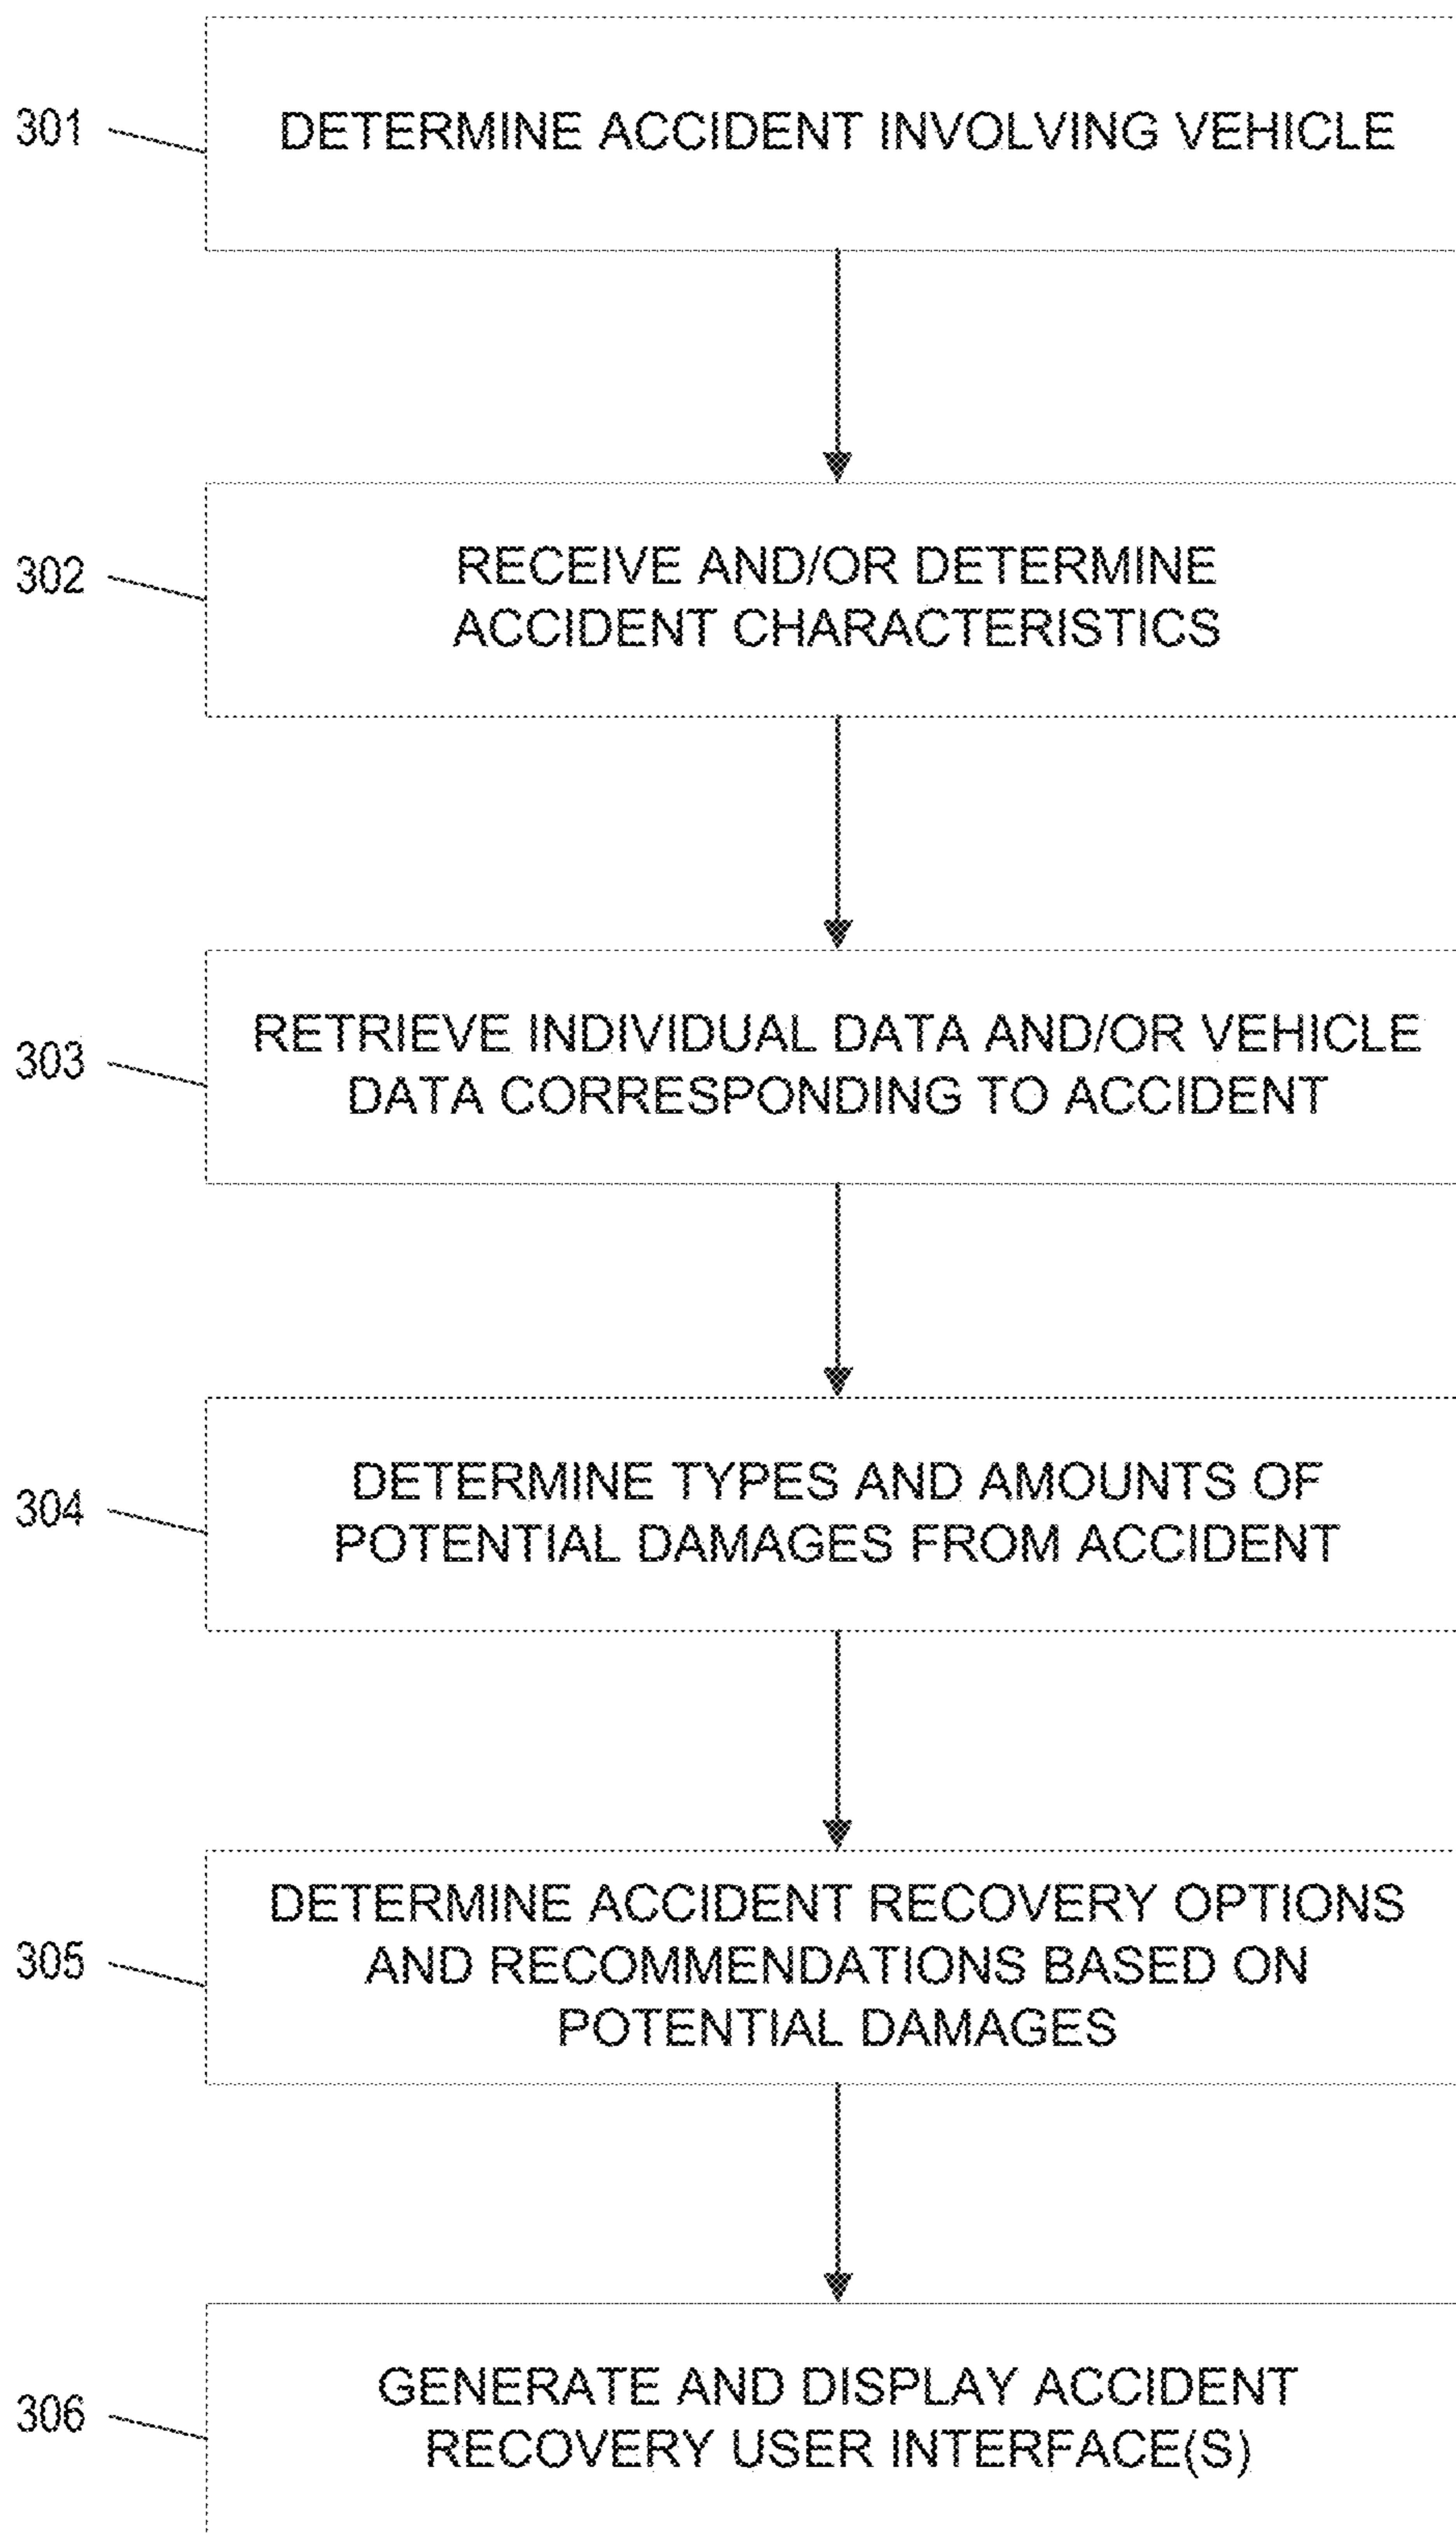 301
DETERMINE ACCIDENT INVOLVING VEHICLE
302
RECEIVE AND/OR DETERMINE
ACCIDENT CHARACTERISTICS
303
RETRIEVE INDIVIDUAL DATA AND/OR VEHICLE
DATA CORRESPONDING TO ACCIDENT
304
DETERMINE TYPES AND AMOUNTS OF
POTENTIAL DAMAGES FROM ACCIDENT
305
DETERMINE ACCIDENT RECOVERY OPTIONS
AND RECOMMENDATIONS BASED ON
POTENTIAL DAMAGES
306
GENERATE AND DISPLAY ACCIDENT
RECOVERY USER INTERFACE(S)